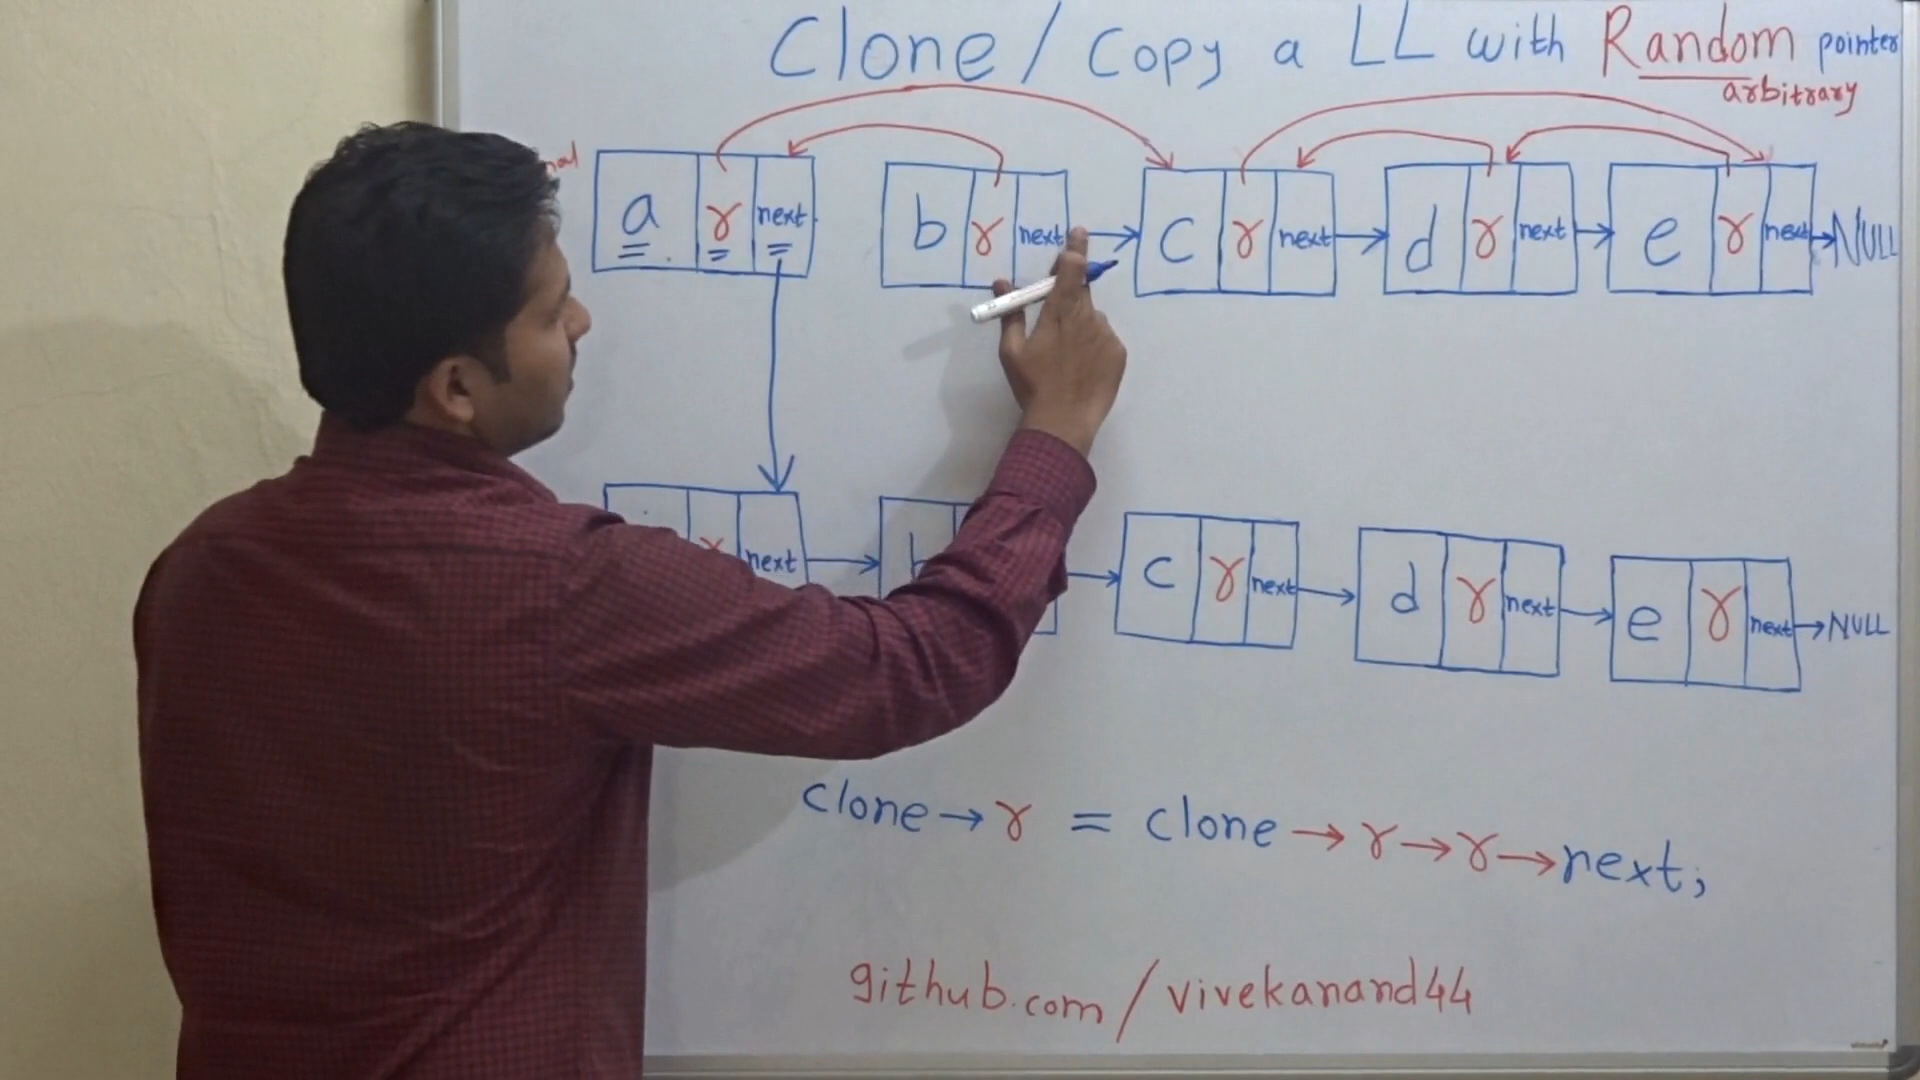 Clone / Copy a LL with Random pointer
arbitrary
a r next b r next c r next d r next e r next NULL
next c r next d r next e r next NULL
clone → r = clone → r → r → next;
github.com/vivekanand44